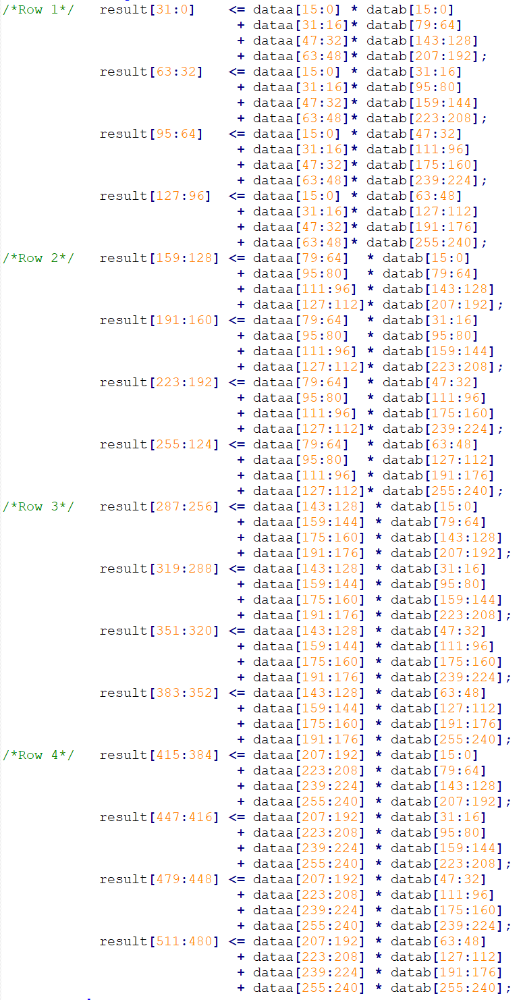 /*Row 1*/   result[31:0]    <= dataa[15:0] * datab[15:0]
                             + dataa[31:16]* datab[79:64]
                             + dataa[47:32]* datab[143:128]
                             + dataa[63:48]* datab[207:192];
            result[63:32]   <= dataa[15:0] * datab[31:16]
                             + dataa[31:16]* datab[95:80]
                             + dataa[47:32]* datab[159:144]
                             + dataa[63:48]* datab[223:208];
            result[95:64]   <= dataa[15:0] * datab[47:32]
                             + dataa[31:16]* datab[111:96]
                             + dataa[47:32]* datab[175:160]
                             + dataa[63:48]* datab[239:224];
            result[127:96]  <= dataa[15:0] * datab[63:48]
                             + dataa[31:16]* datab[127:112]
                             + dataa[47:32]* datab[191:176]
                             + dataa[63:48]* datab[255:240];
/*Row 2*/   result[159:128] <= dataa[79:64]  * datab[15:0]
                             + dataa[95:80]  * datab[79:64]
                             + dataa[111:96] * datab[143:128]
                             + dataa[127:112]* datab[207:192];
            result[191:160] <= dataa[79:64]  * datab[31:16]
                             + dataa[95:80]  * datab[95:80]
                             + dataa[111:96] * datab[159:144]
                             + dataa[127:112]* datab[223:208];
            result[223:192] <= dataa[79:64]  * datab[47:32]
                             + dataa[95:80]  * datab[111:96]
                             + dataa[111:96] * datab[175:160]
                             + dataa[127:112]* datab[239:224];
            result[255:124] <= dataa[79:64]  * datab[63:48]
                             + dataa[95:80]  * datab[127:112]
                             + dataa[111:96] * datab[191:176]
                             + dataa[127:112]* datab[255:240];
/*Row 3*/   result[287:256] <= dataa[143:128] * datab[15:0]
                             + dataa[159:144] * datab[79:64]
                             + dataa[175:160] * datab[143:128]
                             + dataa[191:176] * datab[207:192];
            result[319:288] <= dataa[143:128] * datab[31:16]
                             + dataa[159:144] * datab[95:80]
                             + dataa[175:160] * datab[159:144]
                             + dataa[191:176] * datab[223:208];
            result[351:320] <= dataa[143:128] * datab[47:32]
                             + dataa[159:144] * datab[111:96]
                             + dataa[175:160] * datab[175:160]
                             + dataa[191:176] * datab[239:224];
            result[383:352] <= dataa[143:128] * datab[63:48]
                             + dataa[159:144] * datab[127:112]
                             + dataa[175:160] * datab[191:176]
                             + dataa[191:176] * datab[255:240];
/*Row 4*/   result[415:384] <= dataa[207:192] * datab[15:0]
                             + dataa[223:208] * datab[79:64]
                             + dataa[239:224] * datab[143:128]
                             + dataa[255:240] * datab[207:192];
            result[447:416] <= dataa[207:192] * datab[31:16]
                             + dataa[223:208] * datab[95:80]
                             + dataa[239:224] * datab[159:144]
                             + dataa[255:240] * datab[223:208];
            result[479:448] <= dataa[207:192] * datab[47:32]
                             + dataa[223:208] * datab[111:96]
                             + dataa[239:224] * datab[175:160]
                             + dataa[255:240] * datab[239:224];
            result[511:480] <= dataa[207:192] * datab[63:48]
                             + dataa[223:208] * datab[127:112]
                             + dataa[239:224] * datab[191:176]
                             + dataa[255:240] * datab[255:240];